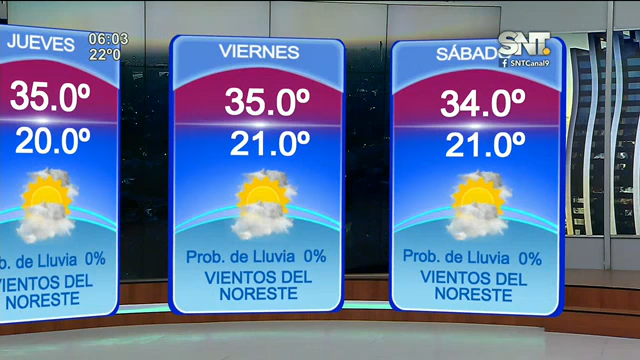 JUEVES
06:03
22º
35.0º
20.0º
b. de Lluvia 0%
VIENTOS DEL
NORESTE
VIERNES
35.0º
21.0º
Prob. de Lluvia 0%
VIENTOS DEL
NORESTE
SÁBADO
34.0º
21.0º
Prob. de Lluvia 0%
VIENTOS DEL
NORESTE
SNT.
SNTCanal9